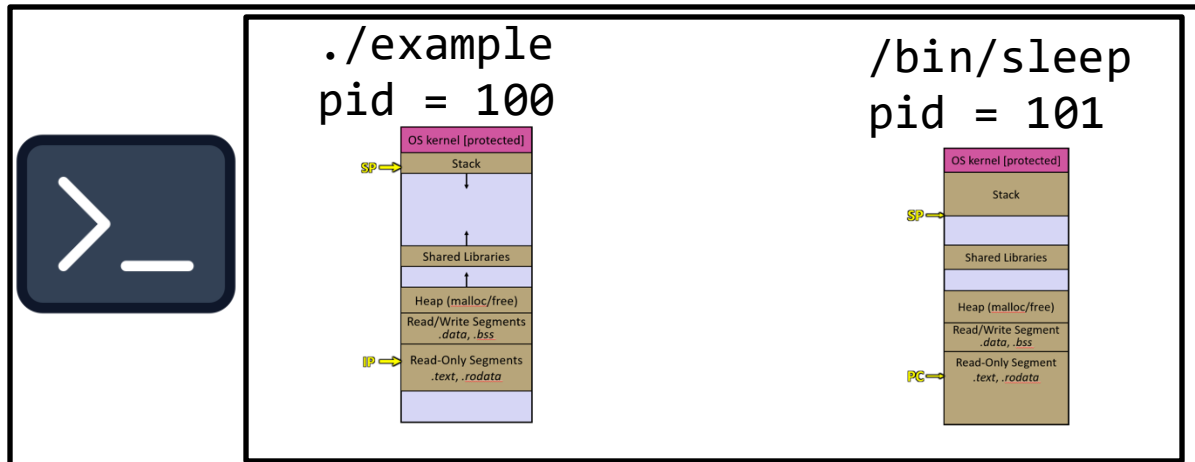 ./example
pid = 100
OS kernel [protected]
SP
Stack
Shared Libraries
Heap (malloc/free)
Read/Write Segments
.data, .bss
IP
Read-Only Segments
.text, .rodata
/bin/sleep
pid = 101
OS kernel [protected]
Stack
SP
Shared Libraries
Heap (malloc/free)
Read/Write Segment
.data, .bss
Read-Only Segment
PC
.text, .rodata